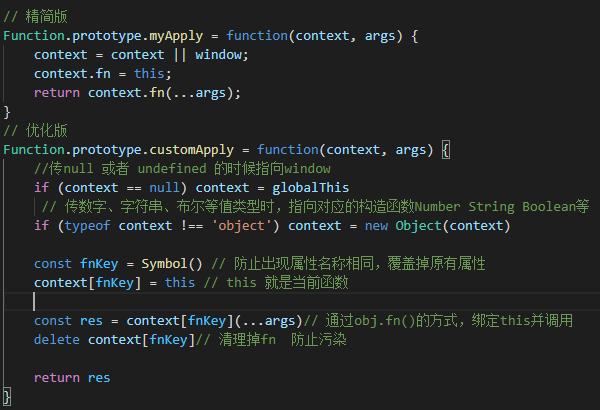 // 精简版
Function.prototype.myApply = function(context, args) {
    context = context || window;
    context.fn = this;
    return context.fn(...args);
}
// 优化版
Function.prototype.customApply = function(context, args) {
    //传null 或者 undefined 的时候指向window
    if (context == null) context = globalThis
     // 传数字、字符串、布尔等值类型时，指向对应的构造函数Number String Boolean等
    if (typeof context !== 'object') context = new Object(context)
    const fnKey = Symbol() // 防止出现属性名称相同，覆盖掉原有属性
    context[fnKey] = this // this 就是当前函数
    const res = context[fnKey](...args)// 通过obj.fn()的方式，绑定this并调用
    delete context[fnKey]// 清理掉fn  防止污染
    return res
}